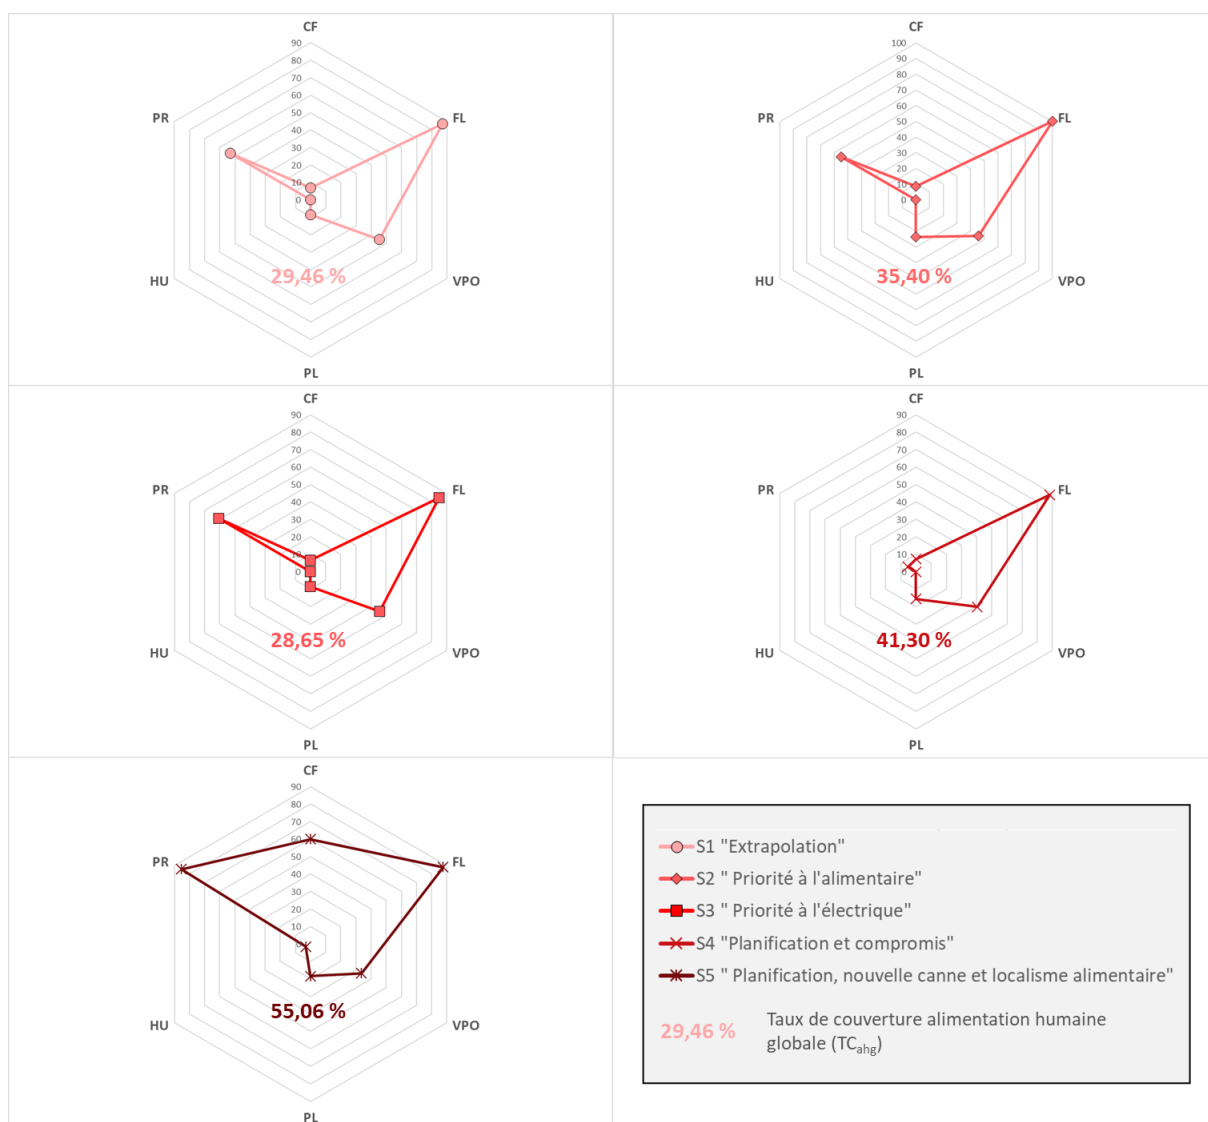 CF
90
80
70
60
50
40
30
20
10
0
FL
VPO
PL
HU
PR
29,46 %
CF
100
90
80
70
60
50
40
30
20
10
0
FL
VPO
PL
HU
PR
35,40 %
CF
90
80
70
60
50
40
30
20
10
0
FL
VPO
PL
HU
PR
28,65 %
CF
90
80
70
60
50
40
30
20
10
0
FL
VPO
PL
HU
PR
41,30 %
CF
90
80
70
60
50
40
30
20
10
0
FL
VPO
PL
HU
PR
55,06 %
S1 "Extrapolation"
S2 " Priorité à l'alimentaire"
S3 " Priorité à l'électrique"
S4 "Planification et compromis"
S5 " Planification, nouvelle canne et localisme alimentaire"
29,46 %
Taux de couverture alimentation humaine
globale (TCahg)